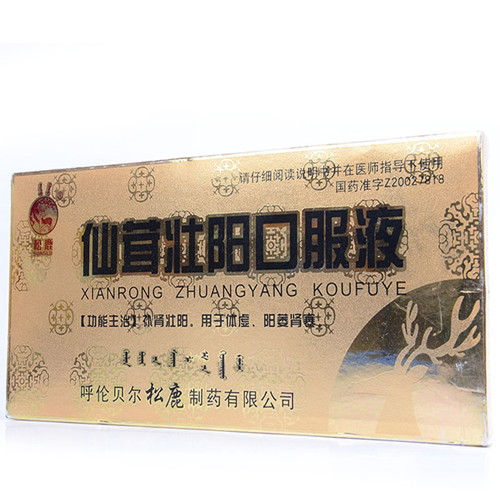 请仔细阅读说明书并在医师指导下使用
国药准字Z20027818
松鹿
仙茸壮阳口服液
XIANRONG ZHUANGYANG KOUFUYE
【功能主治】补肾壮阳。用于体虚、阳萎肾寒
呼伦贝尔松鹿制药有限公司